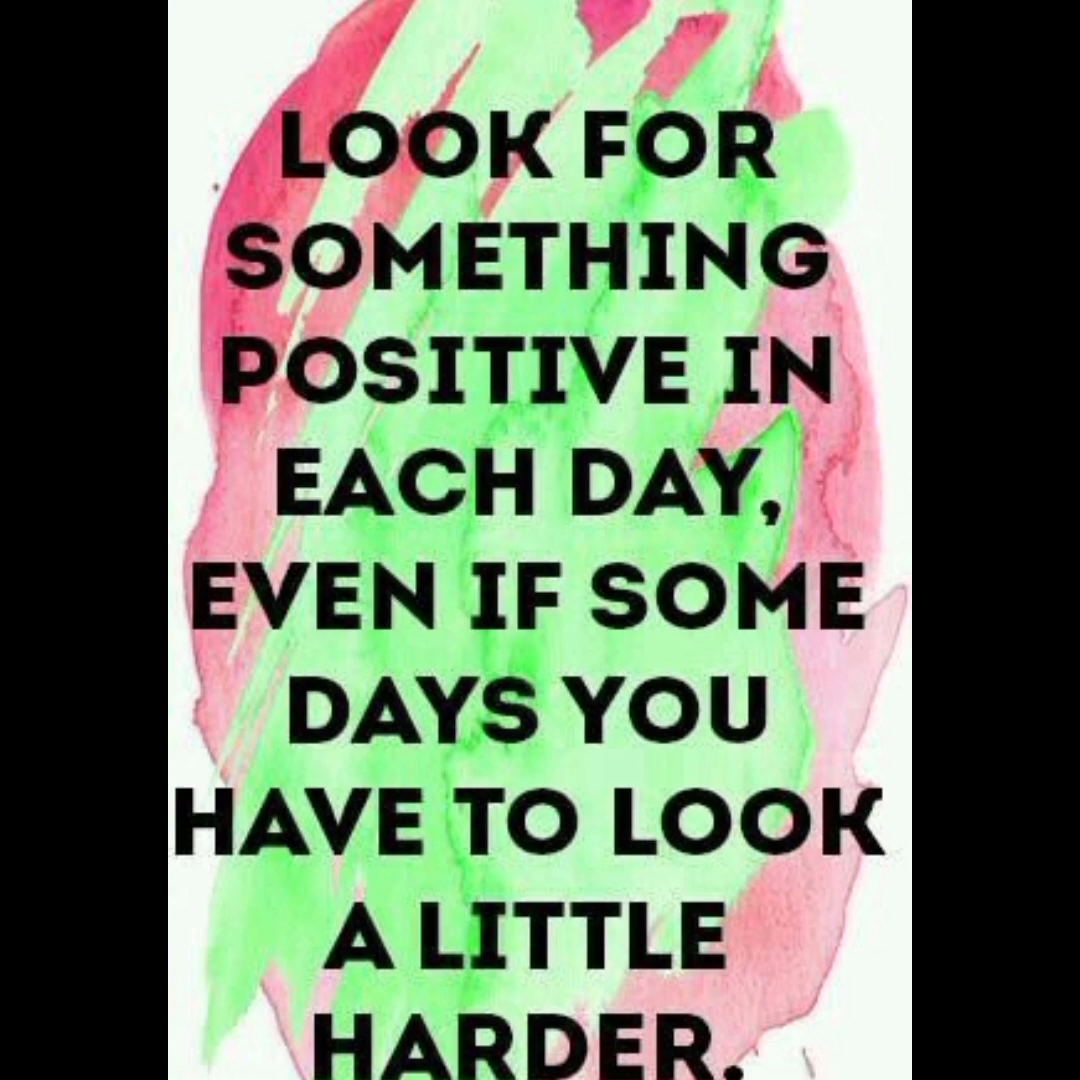 LOOK FOR
SOMETHING
POSITIVE IN
EACH DAY,
EVEN IF SOME
DAYS YOU
HAVE TO LOOK
A LITTLE
HARDER.